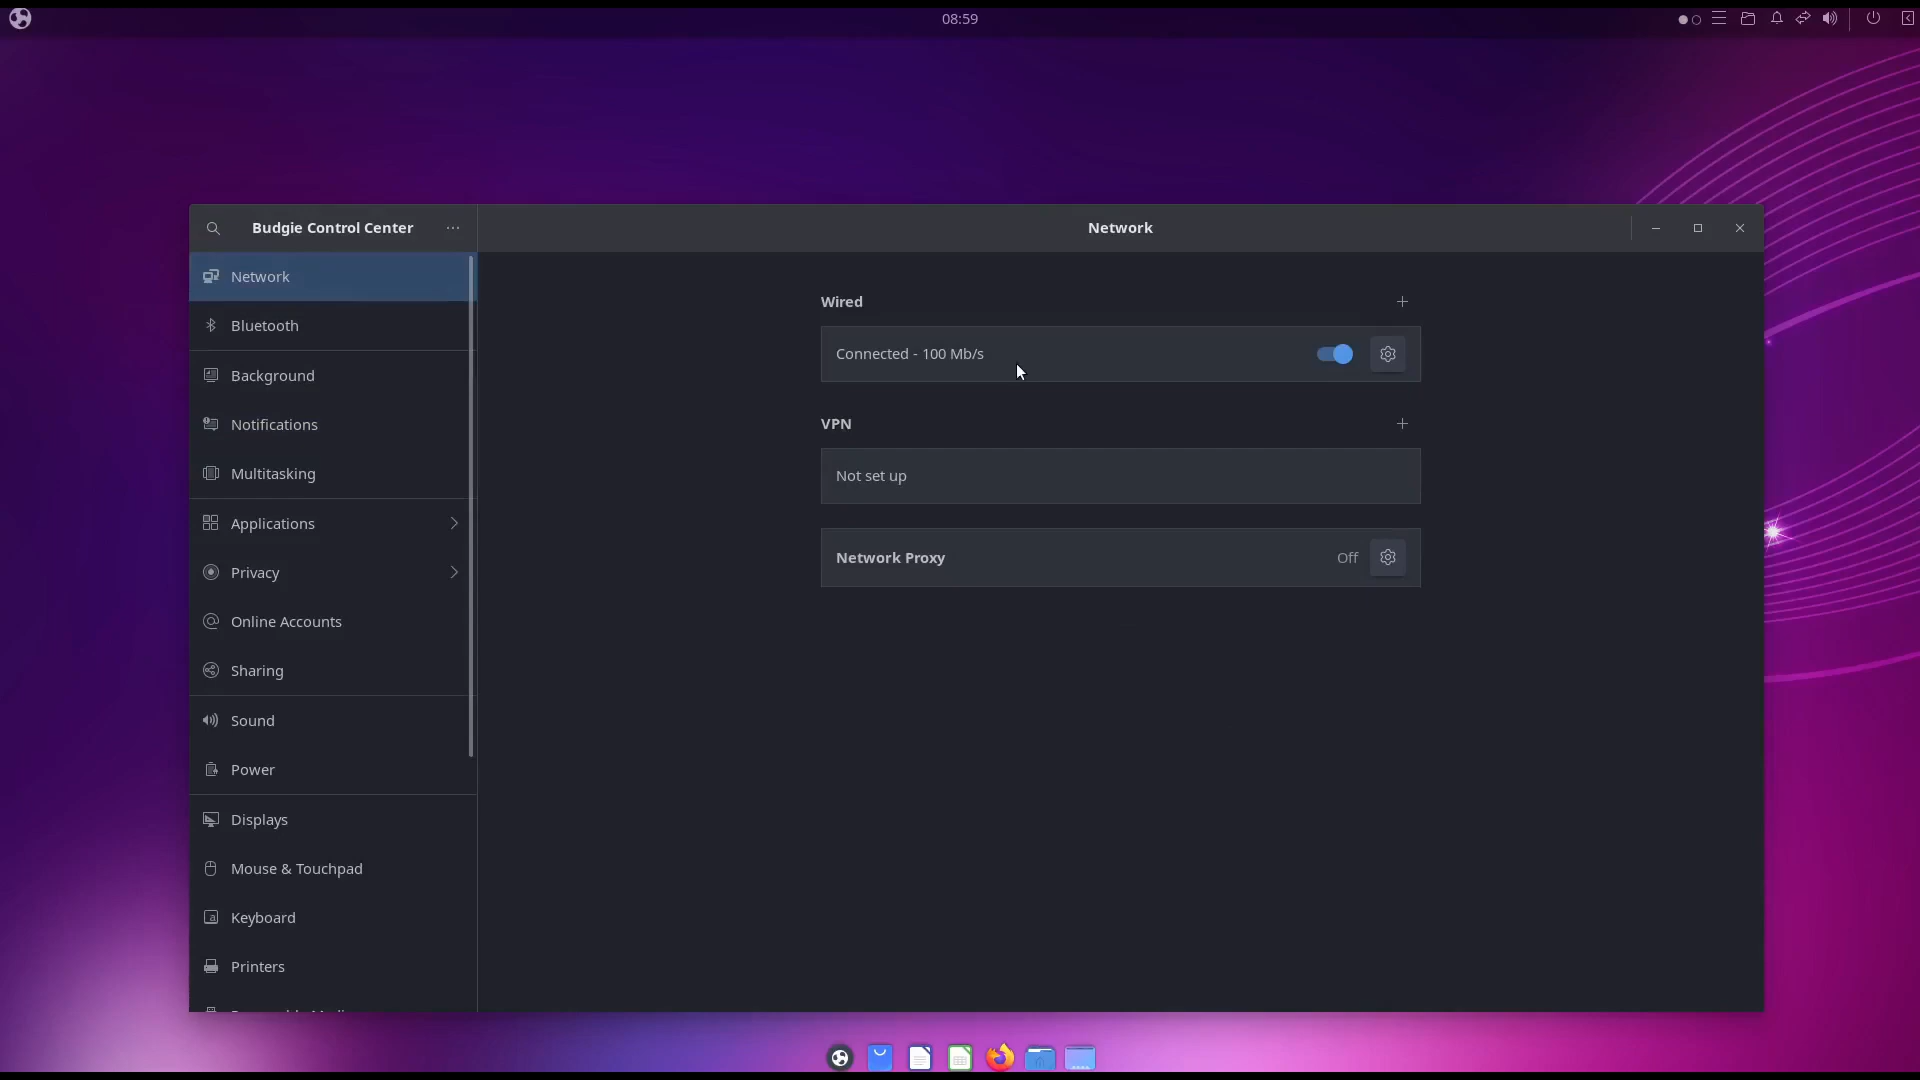 08:59
Budgie Control Center
Network
Network
Bluetooth
Background
Notifications
Multitasking
Applications
Privacy
Online Accounts
Sharing
Sound
Power
Displays
Mouse & Touchpad
Keyboard
Printers
Wired
Connected - 100 Mb/s
VPN
Not set up
Network Proxy
Off